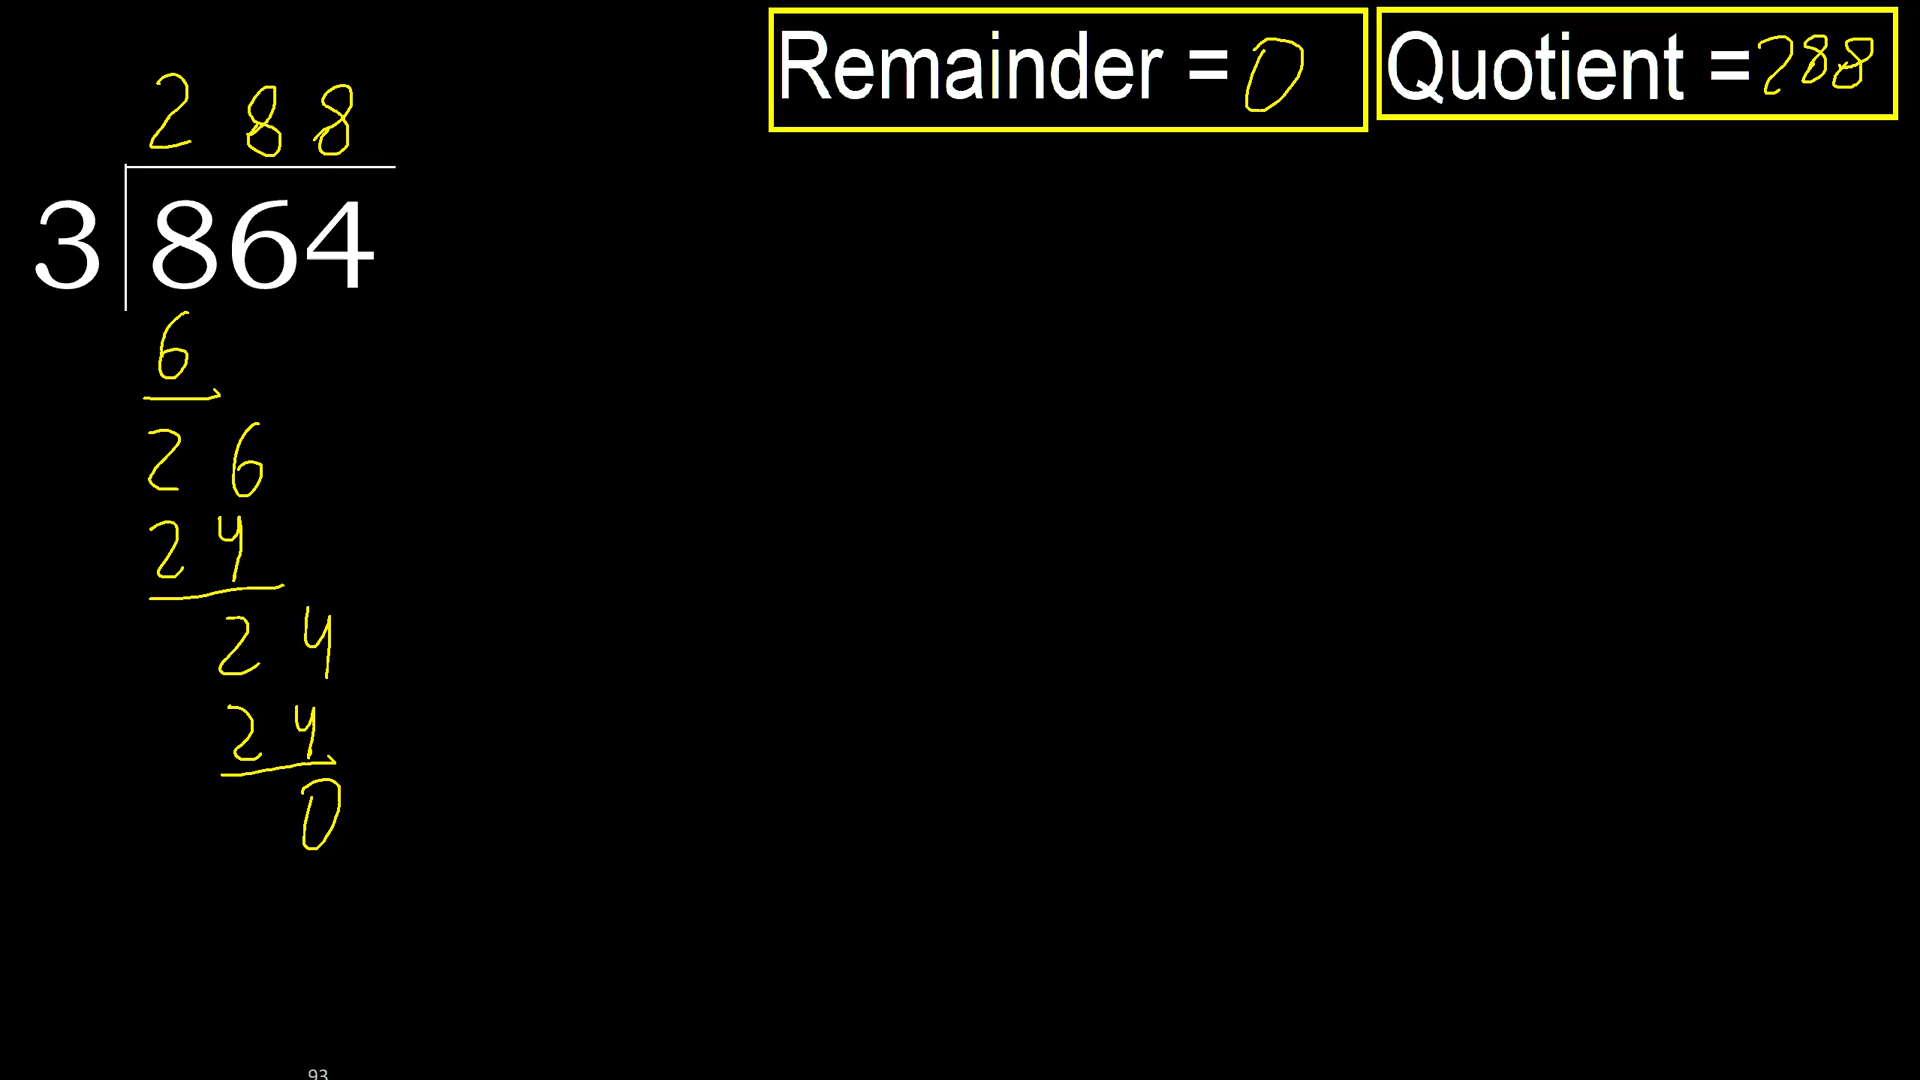 Remainder = 0
Quotient = 288
2 8 8
3 864
6
2 6
2 4
2 4
2 4
0
93